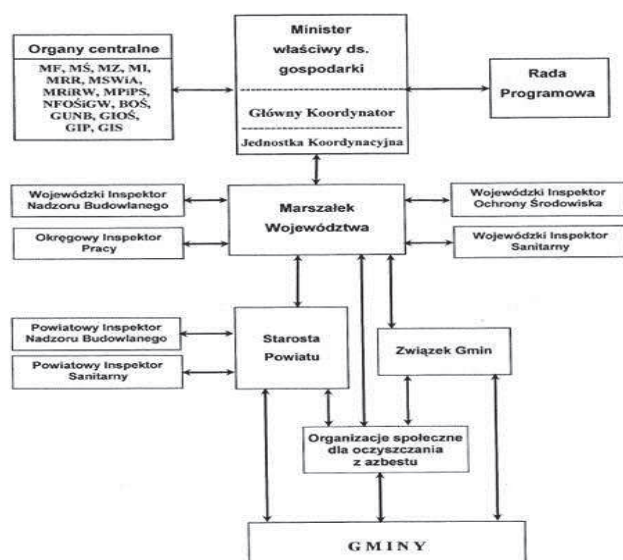 Organy centralne
MF, MŚ, MZ, MI,
MRR, MSWiA,
MRiRW, MPiPS,
NFOŚiGW, BOŚ,
GUNB, GIOŚ,
GIP, GIS
Minister
właściwy ds.
gospodarki
Główny Koordynator
Jednostka Koordynacyjna
Rada
Programowa
Wojewódzki Inspektor
Nadzoru Budowlanego
Okręgowy Inspektor
Pracy
Marszałek
Województwa
Wojewódzki Inspektor
Ochrony Środowiska
Wojewódzki Inspektor
Sanitarny
Powiatowy Inspektor
Nadzoru Budowlanego
Powiatowy Inspektor
Sanitarny
Starosta
Powiatu
Związek Gmin
Organizacje społeczne
dla oczyszczania
z azbestu
GMINY